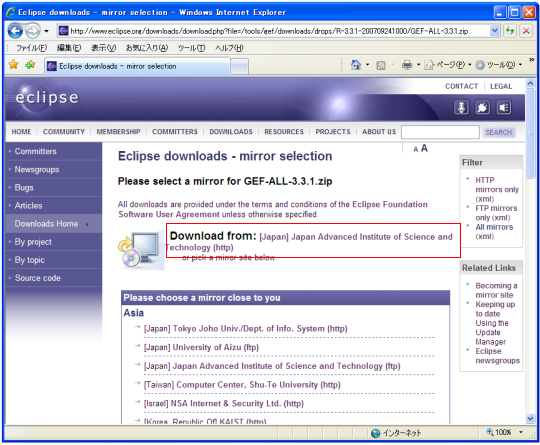 Eclipse downloads - mirror selection - Windows Internet Explorer
http://www.eclipse.org/downloads/download.php?file=/tools/gef/downloads/drops/R-3.3.1-200709241000/GEF-ALL-3.3.1.zip
ファイル(F) 編集(E) 表示(V) お気に入り(A) ツール(T) ヘルプ(H)
Eclipse downloads - mirror selection
ページ(P) ツール(O)
CONTACT | LEGAL
eclipse
HOME COMMUNITY MEMBERSHIP COMMITTERS DOWNLOADS RESOURCES PROJECTS ABOUT US SEARCH
Committers
Newsgroups
Bugs
Articles
Downloads Home
By project
By topic
Source code
A A
Eclipse downloads - mirror selection
Please select a mirror for GEF-ALL-3.3.1.zip
All downloads are provided under the terms and conditions of the Eclipse Foundation
Software User Agreement unless otherwise specified.
Download from: [Japan] Japan Advanced Institute of Science and
Technology (http)
...or pick a mirror site below.
Please choose a mirror close to you
Asia
[Japan] Tokyo Joho Univ./Dept. of Info. System (http)
[Japan] University of Aizu (ftp)
[Japan] Japan Advanced Institute of Science and Technology (ftp)
[Taiwan] Computer Center, Shu-Te University (http)
[Israel] NSA Internet & Security Ltd. (http)
[Korea, Republic Of] KAIST (http)
Filter
HTTP
mirrors only
(xml)
FTP mirrors
only (xml)
All mirrors
(xml)
Related Links
Becoming a
mirror site
Keeping up
to date
Using the
Update
Manager
Eclipse
newsgroups
インターネット 100%